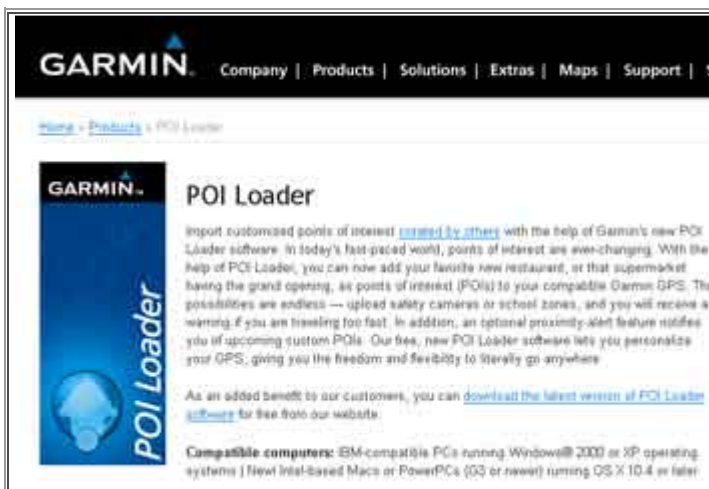 GARMIN. Company | Products | Solutions | Extras | Maps | Support | S
Home > Products > POI Loader
GARMIN.
POI Loader
POI Loader
Import customized points of interest created by others with the help of Garmin's new POI
Loader software. In today's fast-paced world, points of interest are ever-changing. With the
help of POI Loader, you can now add your favorite new restaurant, or that supermarket
having the grand opening, as points of interest (POIs) to your compatible Garmin GPS. The
possibilities are endless — upload safety cameras or school zones, and you will receive a
warning if you are traveling too fast. In addition, an optional proximity-alert feature notifies
you of upcoming custom POIs. Our free, new POI Loader software lets you personalize
your GPS, giving you the freedom and flexibility to literally go anywhere
As an added benefit to our customers, you can download the latest version of POI Loader
software for free from our website.
Compatible computers: IBM-compatible PCs running Windows® 2000 or XP operating
systems | New! Intel-based Macs or PowerPCs (G3 or newer) running OS X 10.4 or later